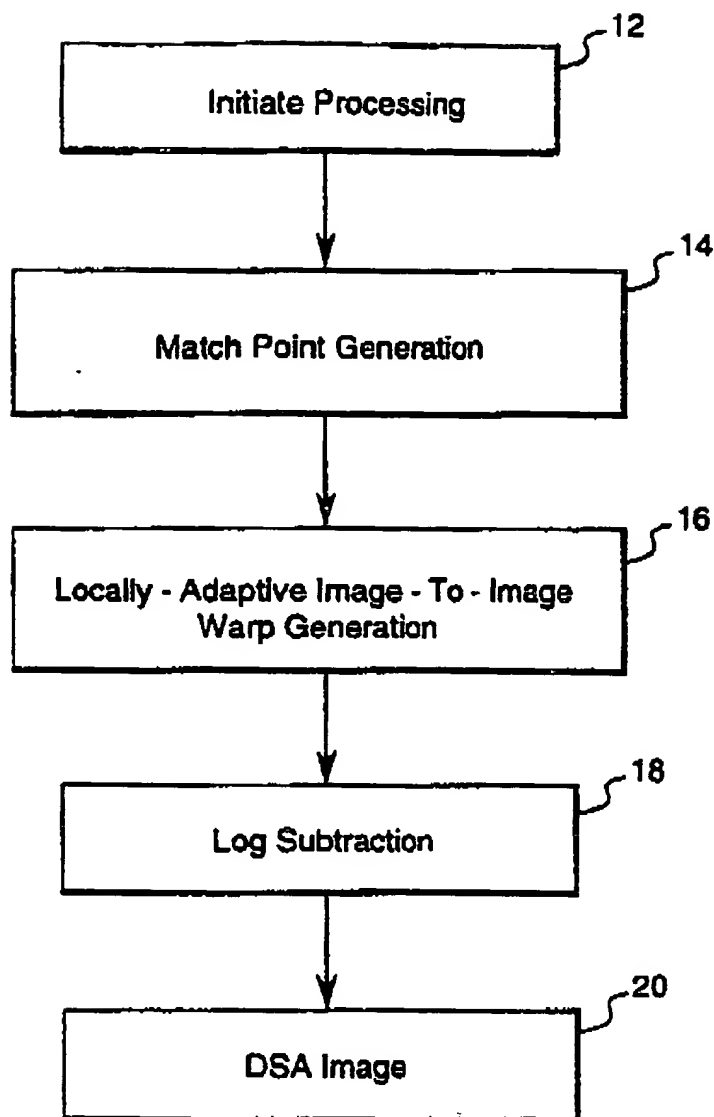 12
Initiate Processing
14
Match Point Generation
16
Locally - Adaptive Image - To - Image
Warp Generation
18
Log Subtraction
20
DSA Image